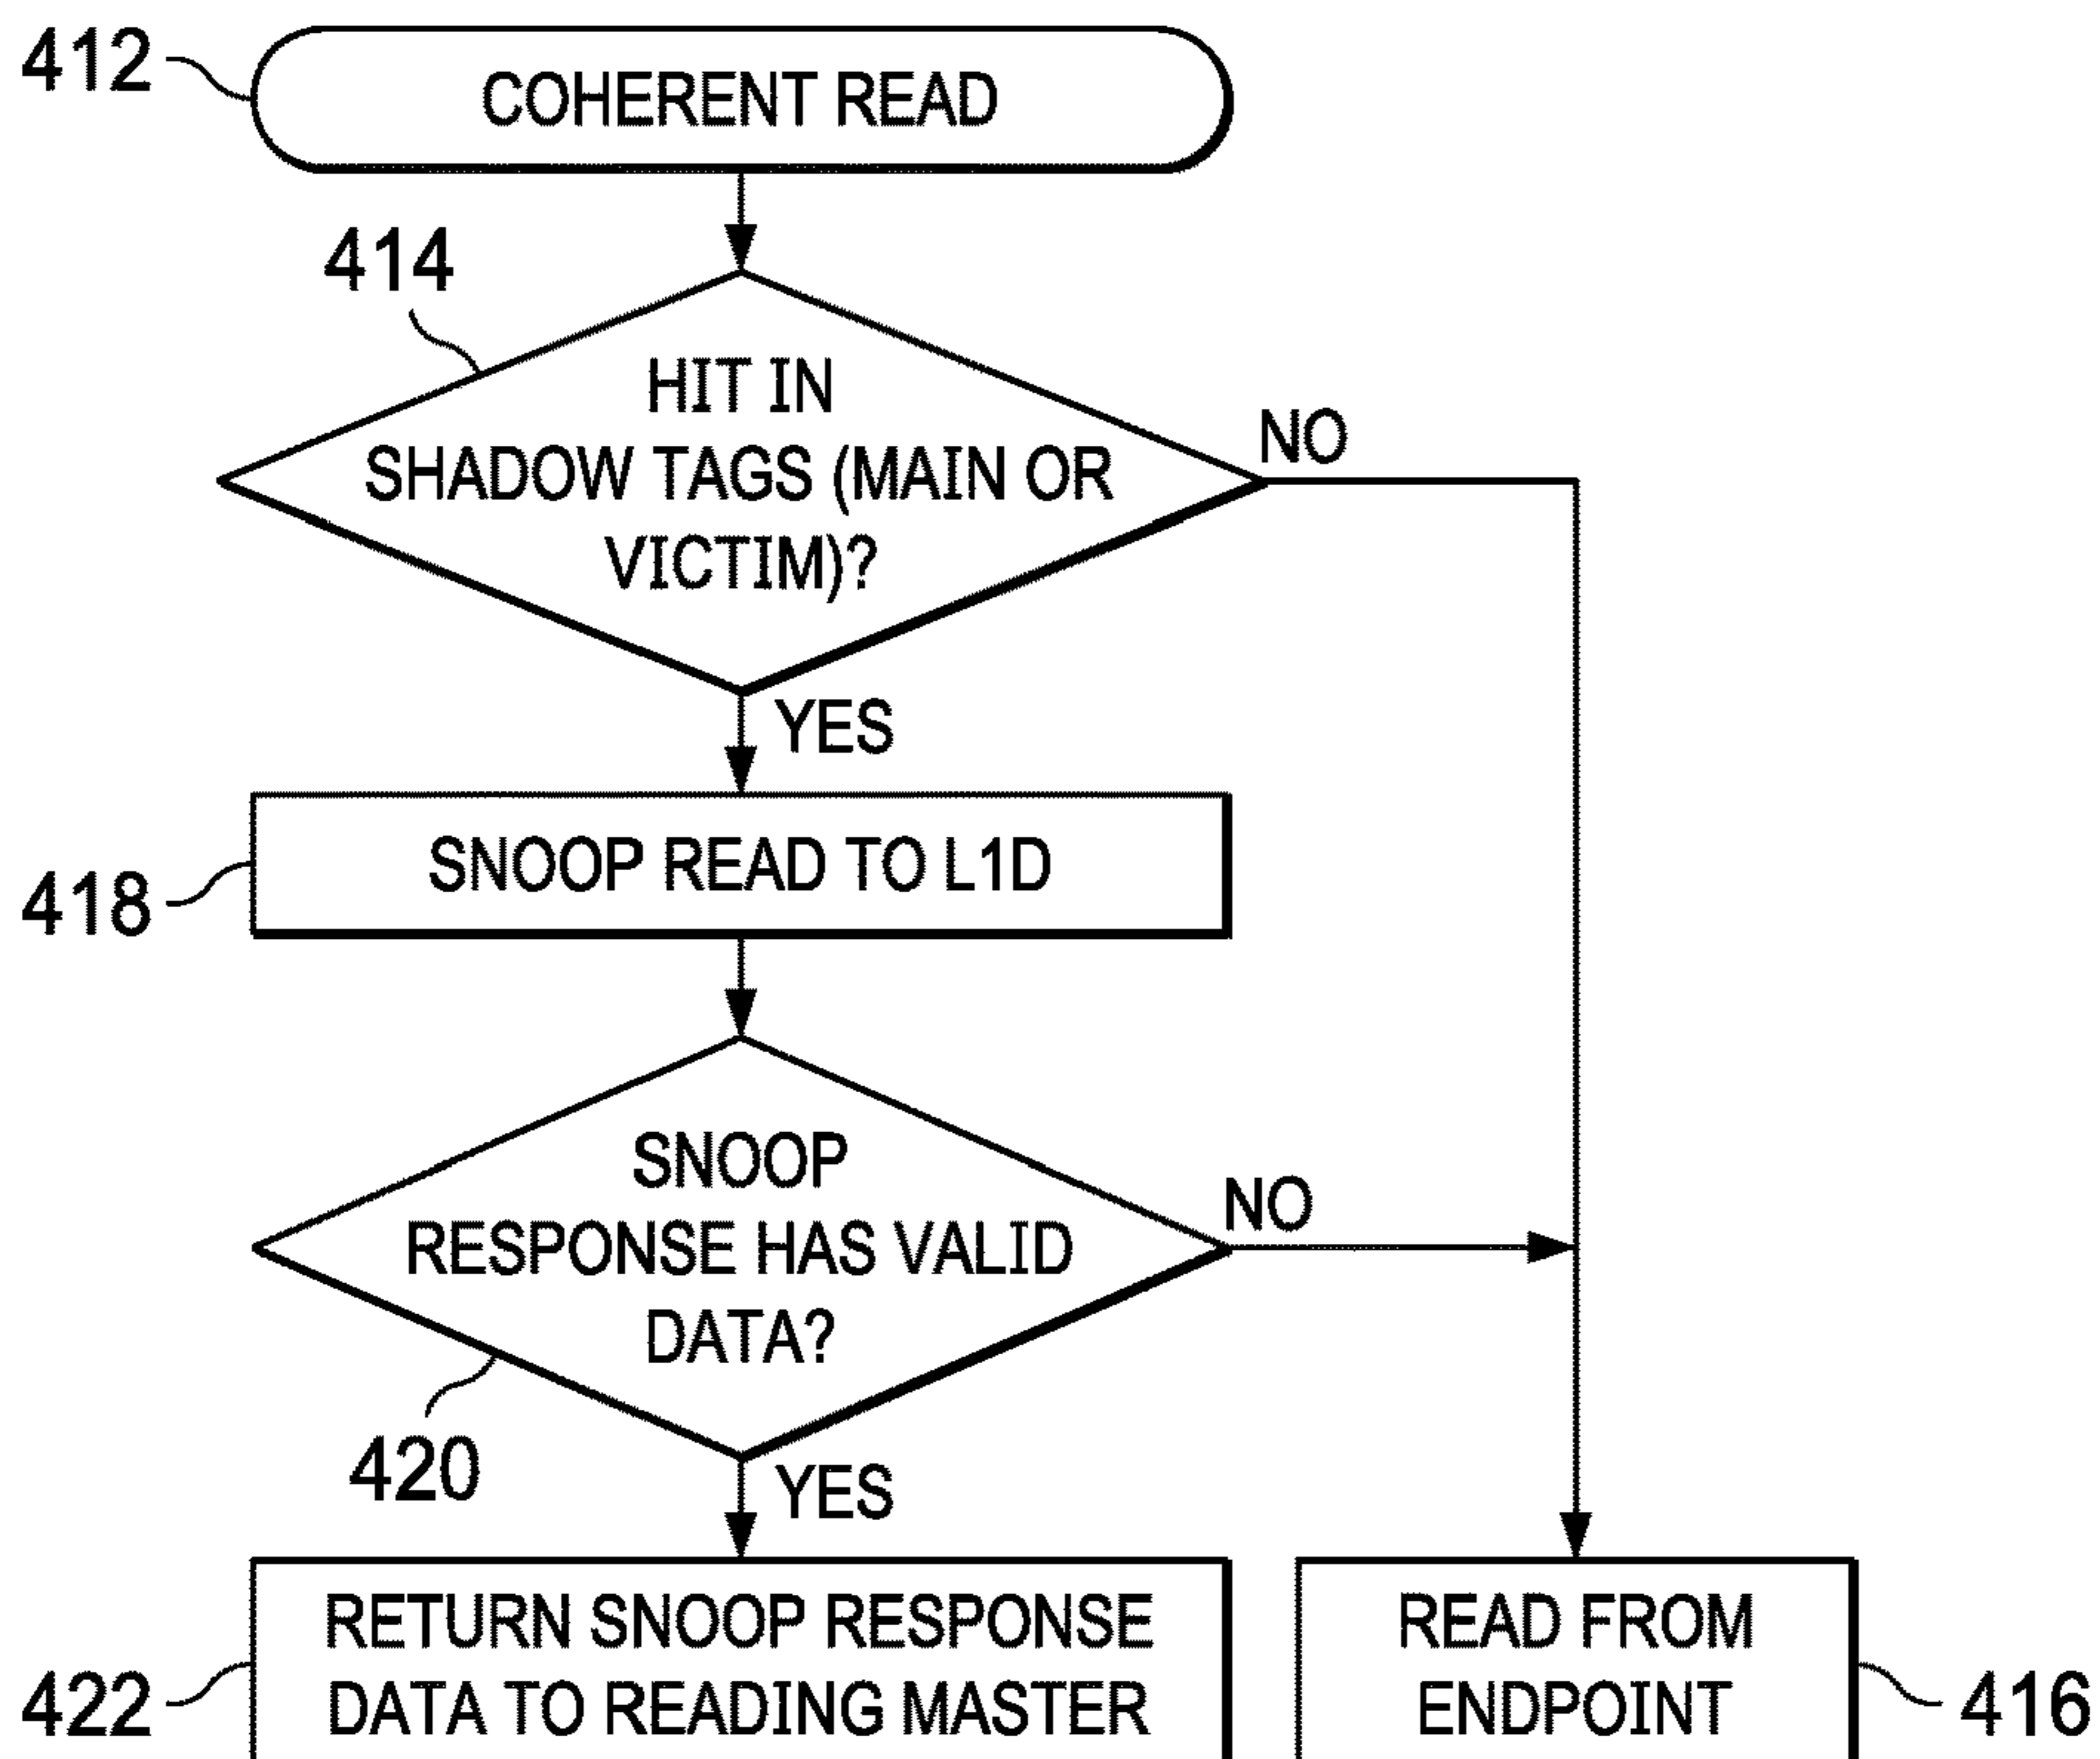 412
COHERENT READ
414
HIT IN
SHADOW TAGS (MAIN OR
VICTIM)?
NO
YES
418
SNOOP READ TO L1D
SNOOP
RESPONSE HAS VALID
DATA?
NO
420
YES
422
RETURN SNOOP RESPONSE
DATA TO READING MASTER
READ FROM
ENDPOINT
416